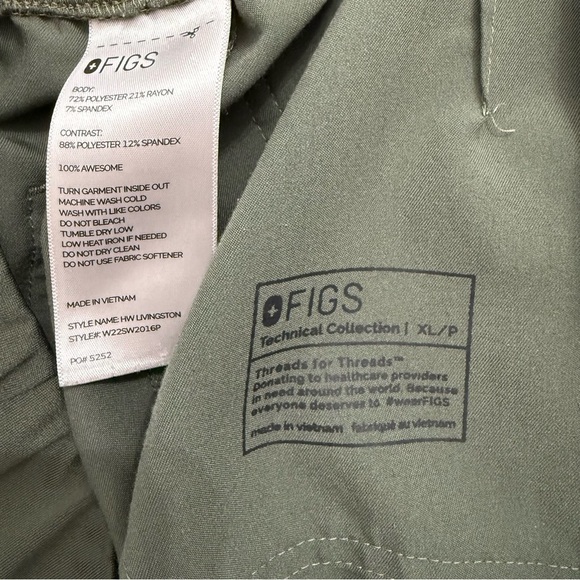 FIGS
BODY:
72% POLYESTER 21% RAYON
7% SPANDEX
CONTRAST:
88% POLYESTER 12% SPANDEX
100% AWESOME
TURN GARMENT INSIDE OUT
MACHINE WASH COLD
WASH WITH LIKE COLORS
DO NOT BLEACH
TUMBLE DRY LOW
LOW HEAT IRON IF NEEDED
DO NOT DRY CLEAN
DO NOT USE FABRIC SOFTENER
MADE IN VIETNAM
STYLE NAME: HW LIVINGSTON
STYLE#: W22SW2016P
PO# 5252
FIGS
Technical Collection | XL/P
Threads for Threads™
Donating to healthcare providers
in need around the world. Because
everyone deserves to #wearFIGS
made in vietnam fabriqué au vietnam